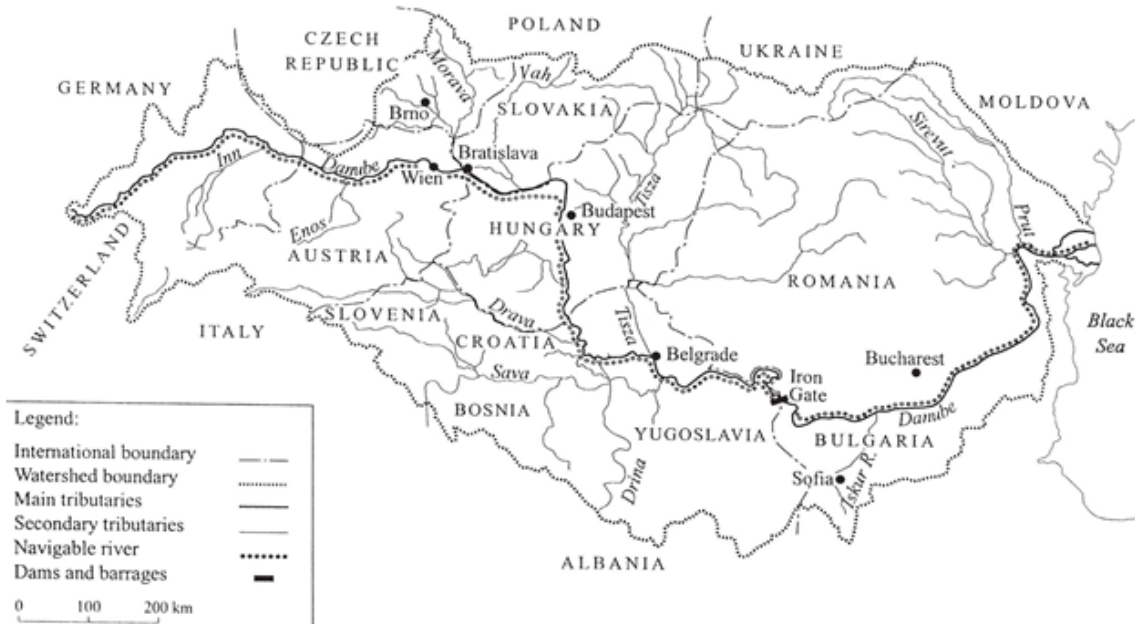 POLAND
CZECH
REPUBLIC
UKRAINE
GERMANY
Morava
Vah
SLOVAKIA
MOLDOVA
Brno
Sirevut
Inn
Danube
Wien
Bratislava
Tisza
Budapest
HUNGARY
Prut
Enos
AUSTRIA
ROMANIA
SWITZERLAND
ITALY
SLOVENIA
Drava
CROATIA
Tisza
Belgrade
Black
Sea
Bucharest
Sava
Iron
Gate
BOSNIA
Danube
YUGOSLAVIA
BULGARIA
Drina
Sofia
Iskur R.
ALBANIA
Legend:
International boundary
Watershed boundary
Main tributaries
Secondary tributaries
Navigable river
Dams and barrages
0 100 200 km